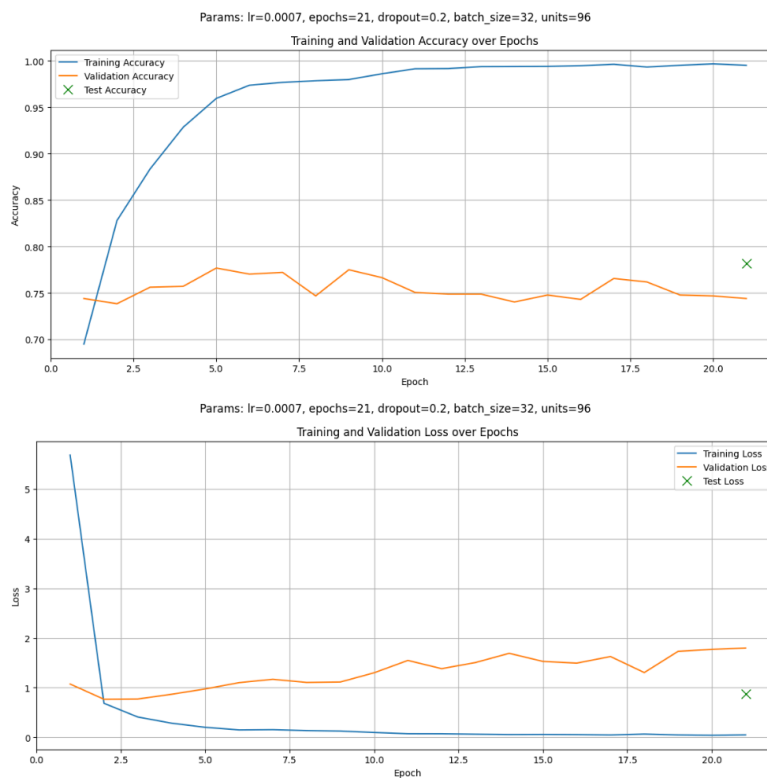 Params: lr=0.0007, epochs=21, dropout=0.2, batch_size=32, units=96
Training and Validation Accuracy over Epochs
Training Accuracy
Validation Accuracy
Test Accuracy
1.00
0.95
0.90
0.85
0.80
0.75
0.70
Accuracy
0.0
2.5
5.0
7.5
10.0
12.5
15.0
17.5
20.0
Epoch
Params: lr=0.0007, epochs=21, dropout=0.2, batch_size=32, units=96
Training and Validation Loss over Epochs
Training Loss
Validation Loss
Test Loss
5
4
3
2
1
0
Loss
0.0
2.5
5.0
7.5
10.0
12.5
15.0
17.5
20.0
Epoch